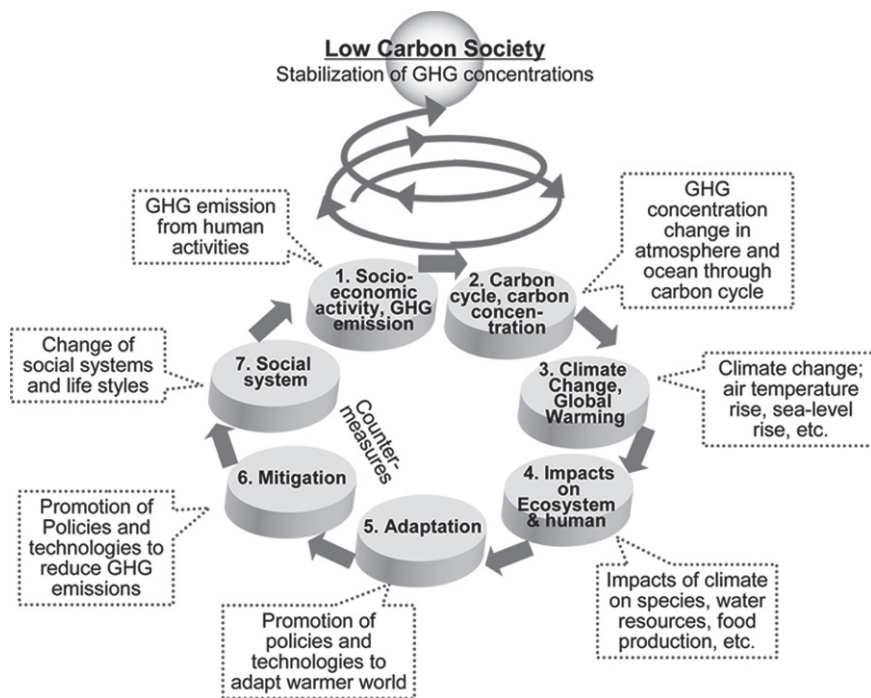 Low Carbon Society
Stabilization of GHG concentrations
GHG emission
from human
activities
GHG
concentration
change in
atmosphere and
ocean through
carbon cycle
1. Socio-
economic
activity, GHG
emission
2. Carbon
cycle, carbon
concen-
tration
Change of
social systems
and life styles
7. Social
system
3. Climate
Change,
Global
Warming
Climate change;
air temperature
rise, sea-level
rise, etc.
Counter-
measures
6. Mitigation
4. Impacts
on
Ecosystem
& human
5. Adaptation
Promotion of
Policies and
technologies to
reduce GHG
emissions
Promotion of
policies and
technologies to
adapt warmer world
Impacts of climate
on species, water
resources, food
production, etc.